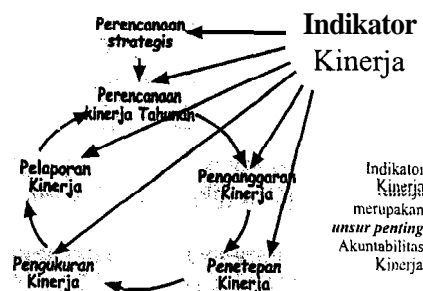 Perencanaan
strategis
Indikator
Kinerja
Perencanaan
kinerja Tahunan
Pelaporan
Kinerja
Penganggaran
Kinerja
Indikator
Kinerja
merupakan
unsur penting
Akuntabilitas
Kinerja
Pengukuran
Kinerja
Penetepan
Kinerja